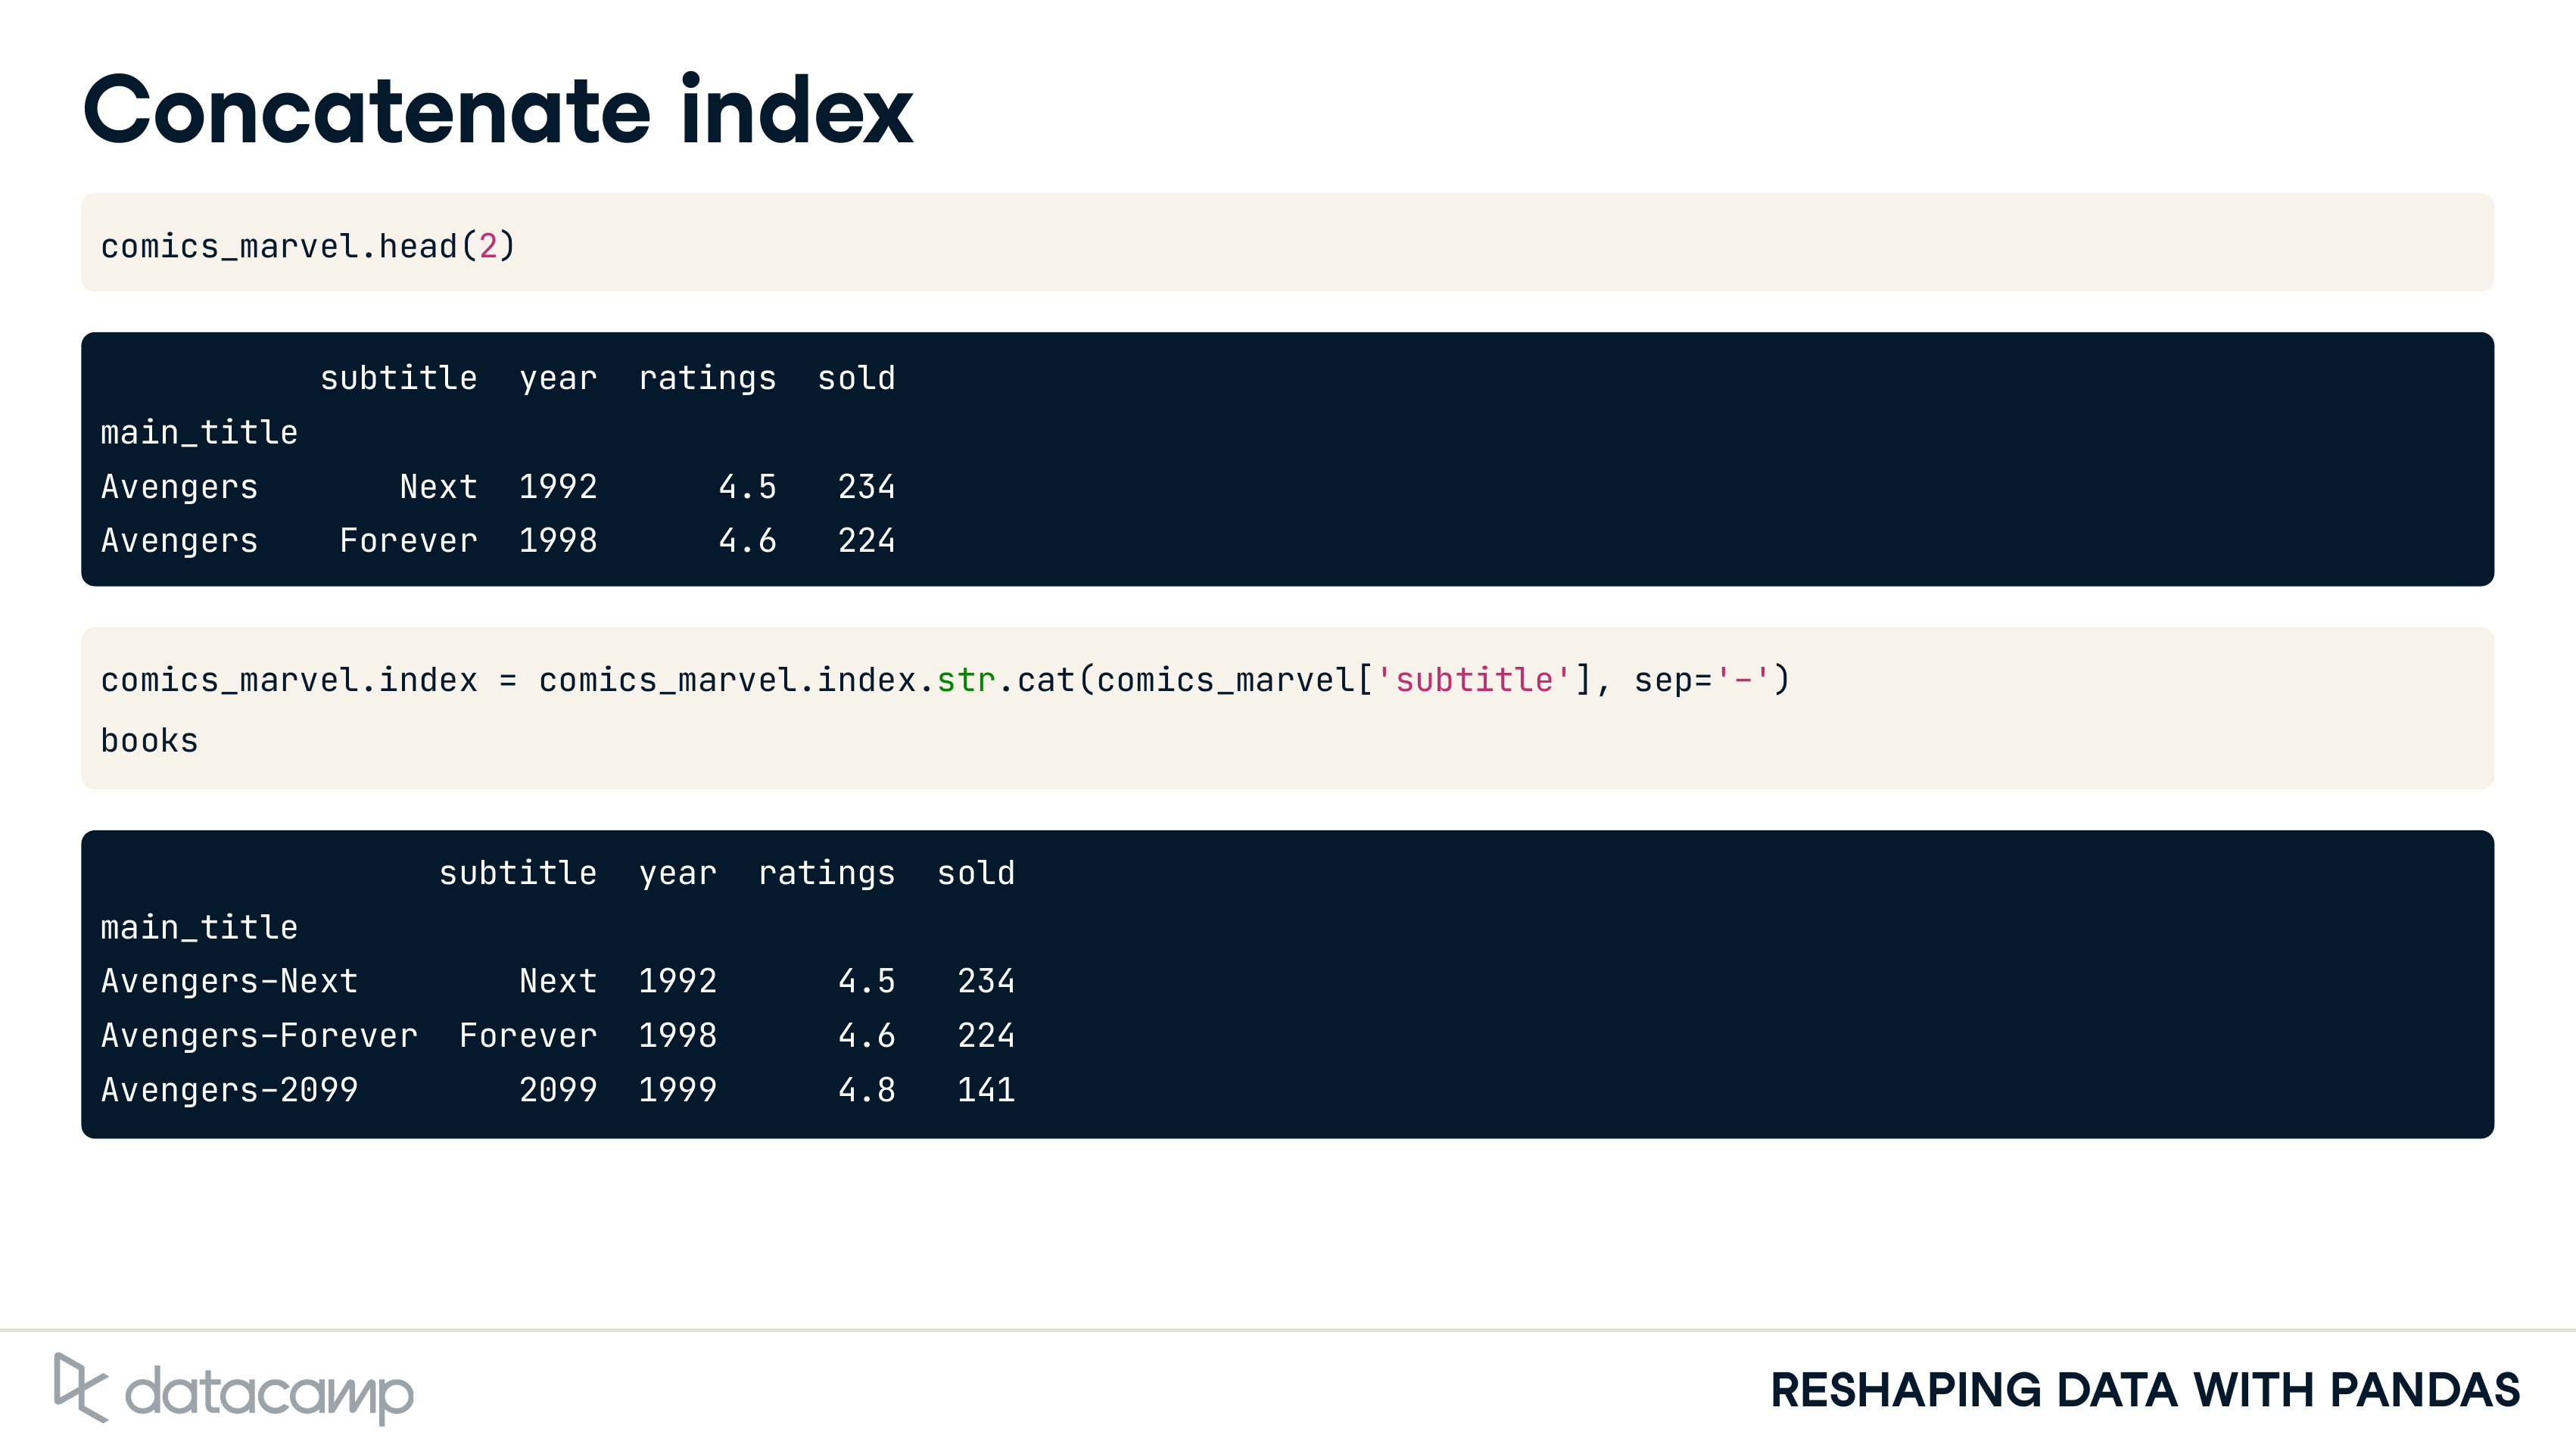 Concatenate index
comics_marvel.head(2)
subtitle year ratings sold
main_title
Avengers Next 1992 4.5 234
Avengers Forever 1998 4.6 224
comics_marvel.index = comics_marvel.index.str.cat(comics_marvel['subtitle'], sep='-')
books
subtitle year ratings sold
main_title
Avengers-Next Next 1992 4.5 234
Avengers-Forever Forever 1998 4.6 224
Avengers-2099 2099 1999 4.8 141
datacamp
RESHAPING DATA WITH PANDAS